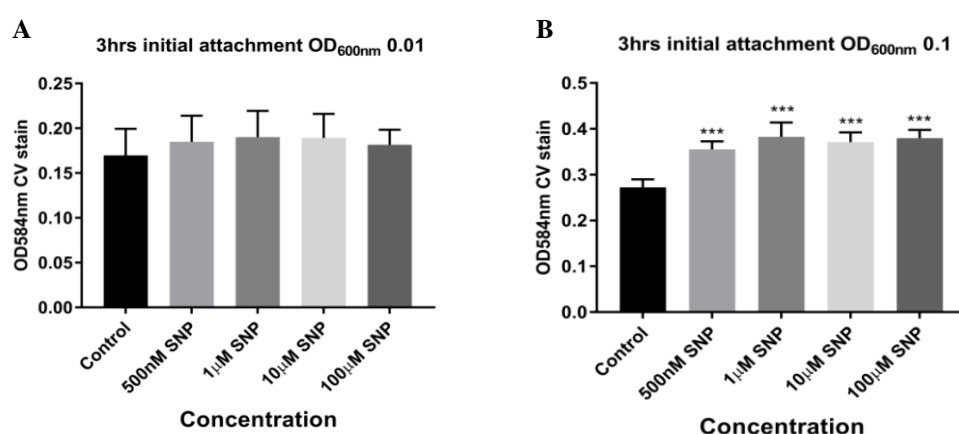 A
3hrs initial attachment OD600nm 0.01
0.25
0.20
0.15
0.10
0.05
0.00
OD584nm CV stain
Control
500nM SNP
1μM SNP
10μM SNP
100μM SNP
Concentration
B
3hrs initial attachment OD600nm 0.1
0.5
0.4
0.3
0.2
0.1
0.0
OD584nm CV stain
***
***
***
***
Control
500nM SNP
1μM SNP
10μM SNP
100μM SNP
Concentration